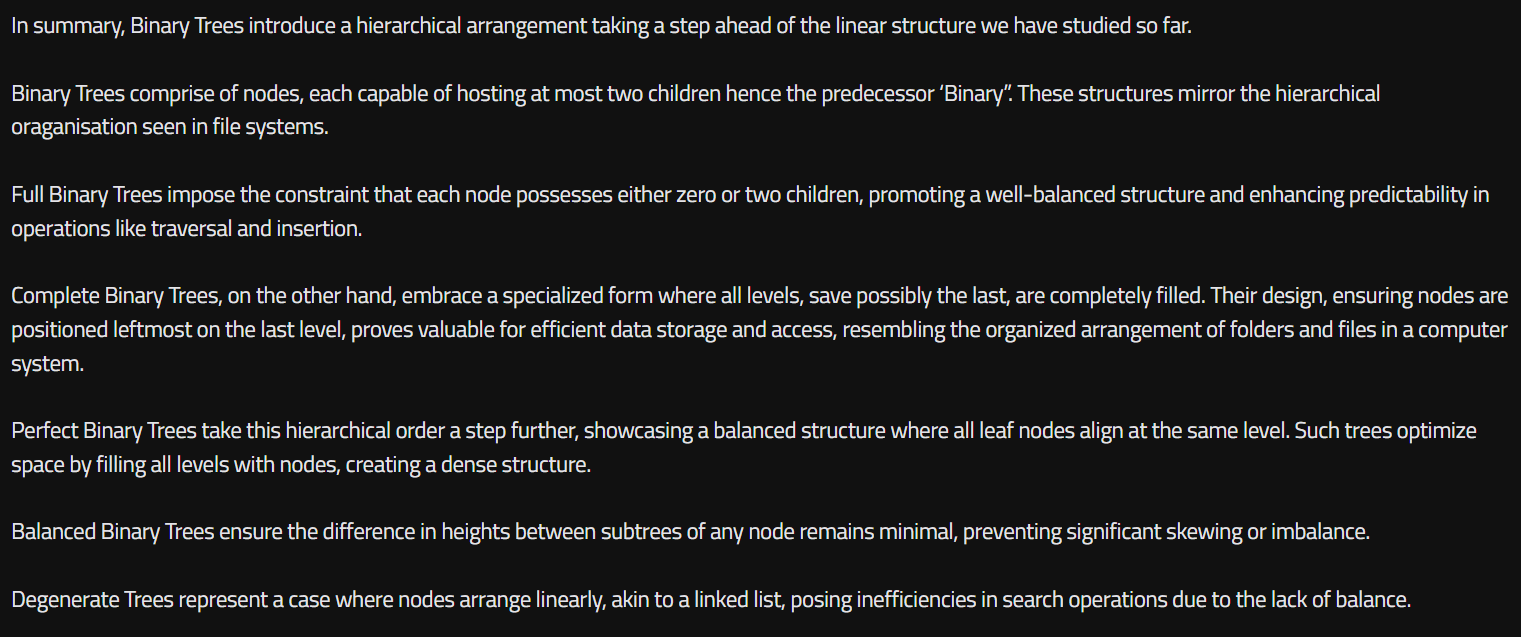 In summary, Binary Trees introduce a hierarchical arrangement taking a step ahead of the linear structure we have studied so far.
Binary Trees comprise of nodes, each capable of hosting at most two children hence the predecessor ‘Binary”. These structures mirror the hierarchical
oraganisation seen in file systems.
Full Binary Trees impose the constraint that each node possesses either zero or two children, promoting a well-balanced structure and enhancing predictability in
operations like traversal and insertion.
Complete Binary Trees, on the other hand, embrace a specialized form where all levels, save possibly the last, are completely filled. Their design, ensuring nodes are
positioned leftmost on the last level, proves valuable for efficient data storage and access, resembling the organized arrangement of folders and files in a computer
system.
Perfect Binary Trees take this hierarchical order a step further, showcasing a balanced structure where all leaf nodes align at the same level. Such trees optimize
space by filling all levels with nodes, creating a dense structure.
Balanced Binary Trees ensure the difference in heights between subtrees of any node remains minimal, preventing significant skewing or imbalance.
Degenerate Trees represent a case where nodes arrange linearly, akin to a linked list, posing inefficiencies in search operations due to the lack of balance.